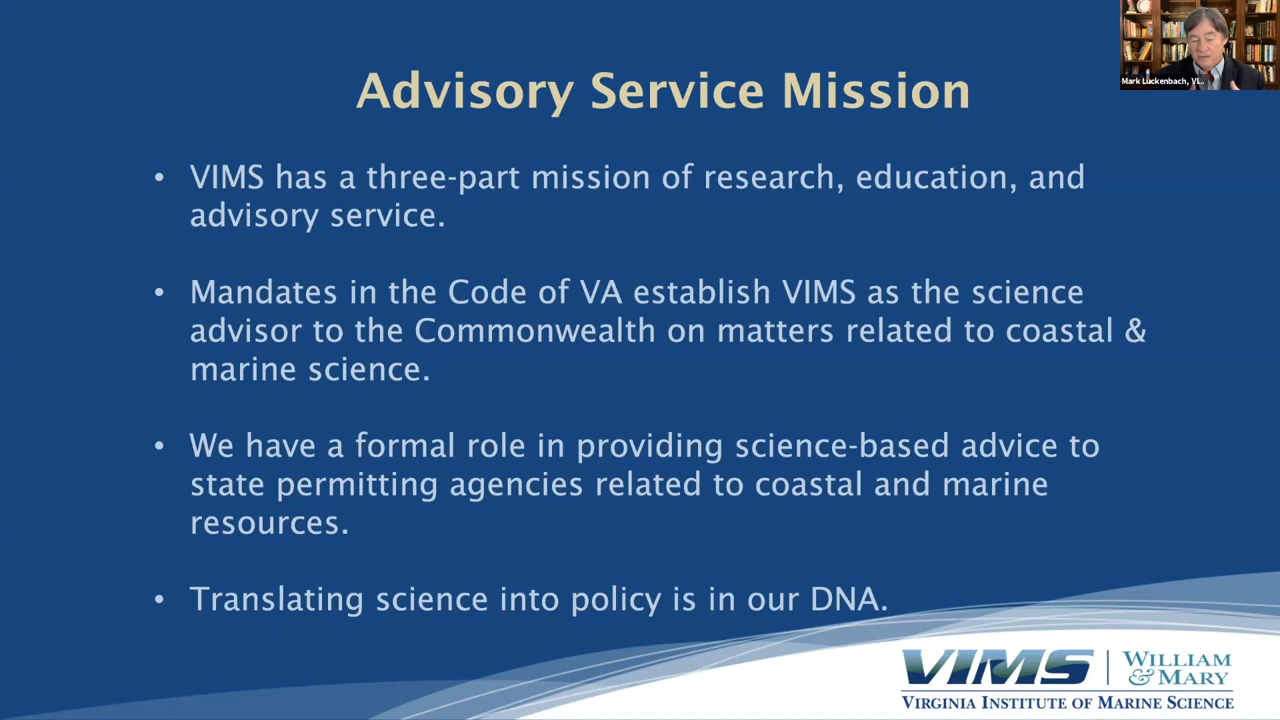 Mark Luckenbach, VI...
Advisory Service Mission
• VIMS has a three-part mission of research, education, and
advisory service.
• Mandates in the Code of VA establish VIMS as the science
advisor to the Commonwealth on matters related to coastal &
marine science.
• We have a formal role in providing science-based advice to
state permitting agencies related to coastal and marine
resources.
• Translating science into policy is in our DNA.
VIMS
WILLIAM
& MARY
VIRGINIA INSTITUTE OF MARINE SCIENCE